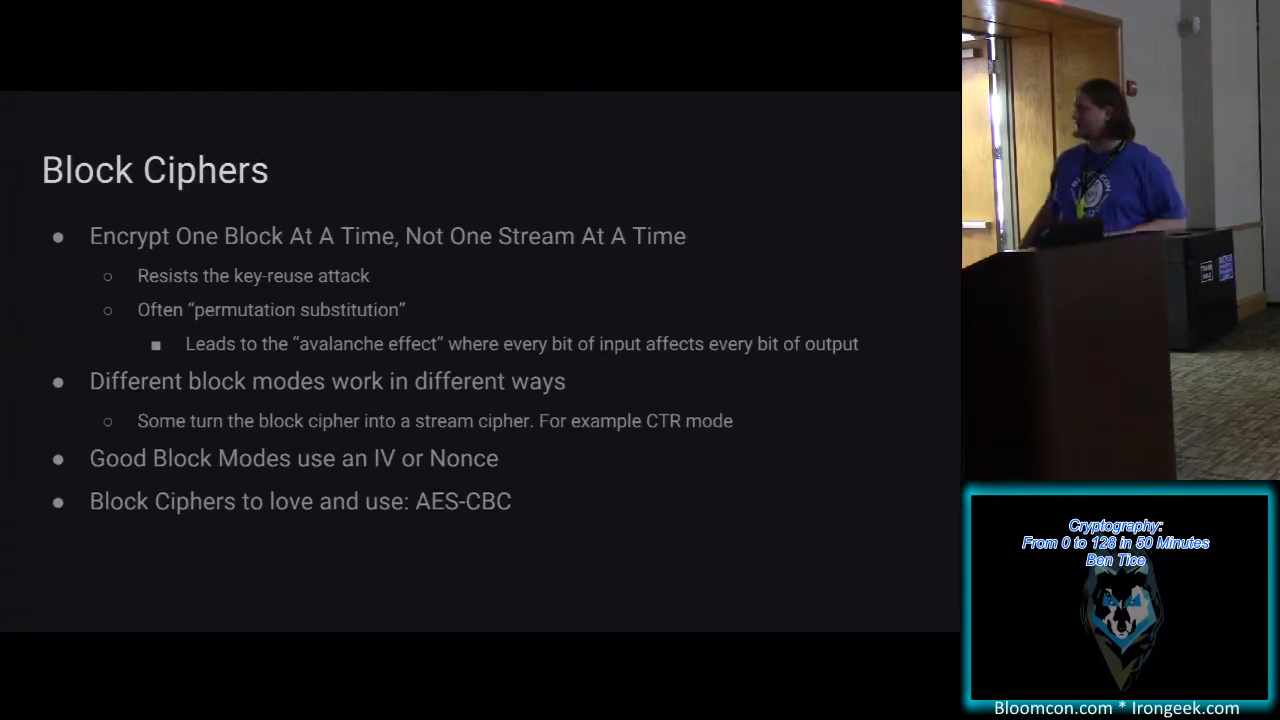 Block Ciphers
● Encrypt One Block At A Time, Not One Stream At A Time
○ Resists the key-reuse attack
○ Often “permutation substitution”
■ Leads to the “avalanche effect” where every bit of input affects every bit of output
● Different block modes work in different ways
○ Some turn the block cipher into a stream cipher. For example CTR mode
● Good Block Modes use an IV or Nonce
● Block Ciphers to love and use: AES-CBC
Cryptography:
From 0 to 128 in 50 Minutes
Ben Tice
Bloomcon.com * Irongeek.com